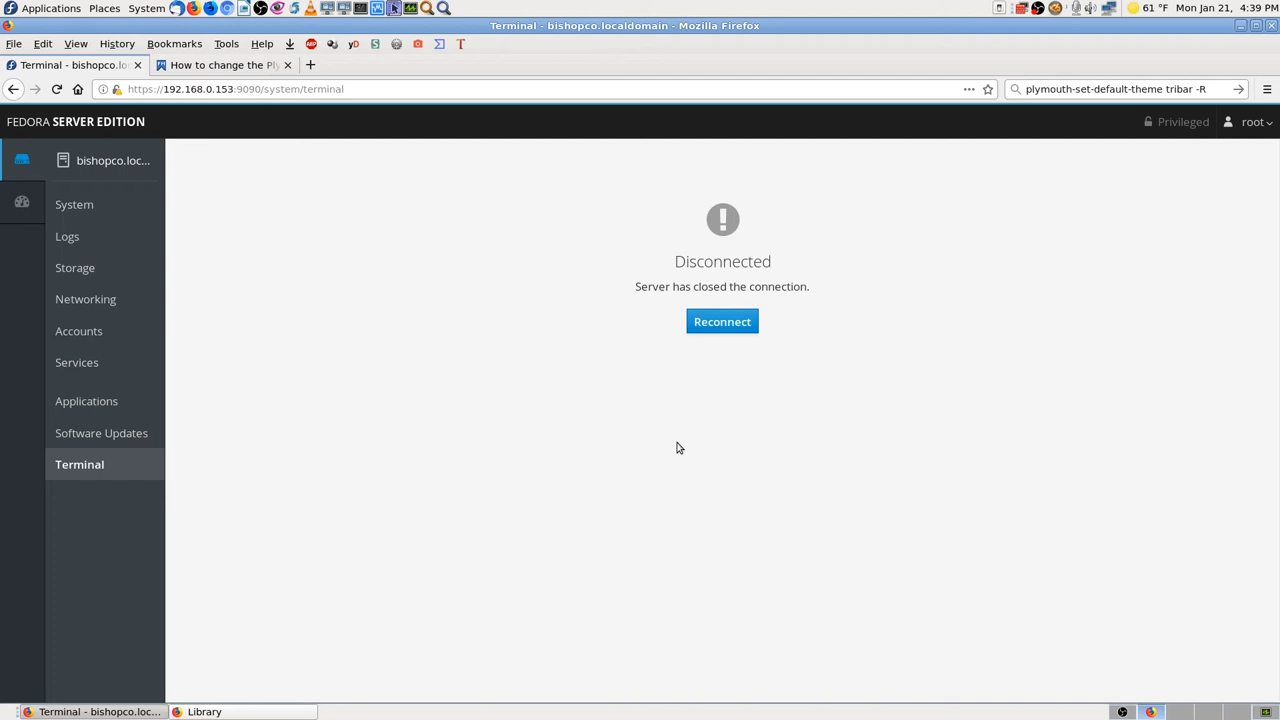 Applications Places System 61 °F Mon Jan 21, 4:39 PM
Terminal - bishopco.localdomain - Mozilla Firefox
File Edit View History Bookmarks Tools Help
Terminal - bishopco.lo
How to change the Ply
https://192.168.0.153:9090/system/terminal
plymouth-set-default-theme tribar -R
FEDORA SERVER EDITION
Privileged
root
bishopco.loc...
System
Logs
Storage
Networking
Accounts
Services
Applications
Software Updates
Terminal
Disconnected
Server has closed the connection.
Reconnect
Terminal - bishopco.loc...
Library